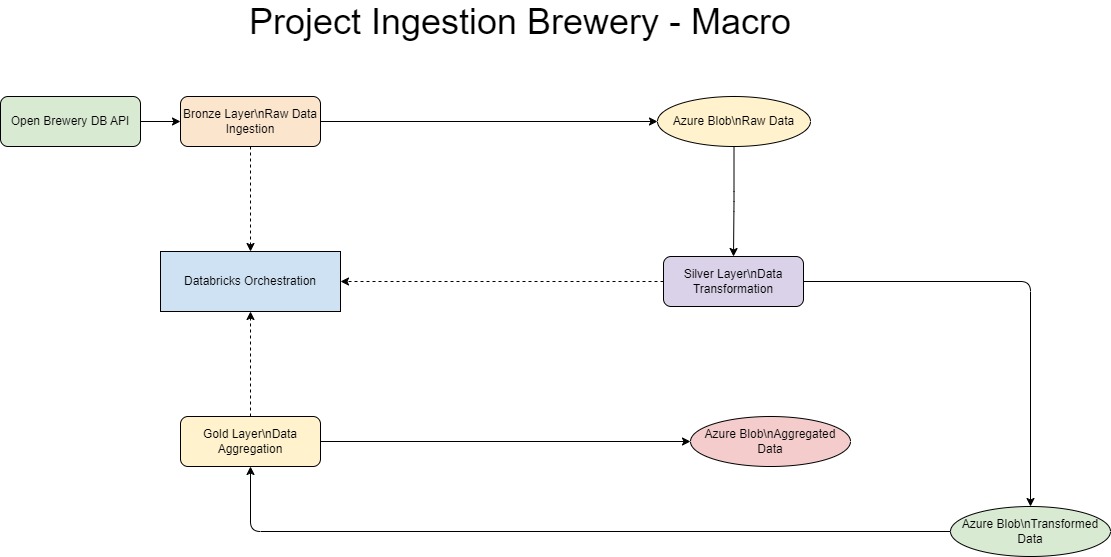 Project Ingestion Brewery - Macro
Open Brewery DB API
Bronze Layer\nRaw Data
Ingestion
Azure Blob\nRaw Data
Databricks Orchestration
Silver Layer\nData
Transformation
Gold Layer\nData
Aggregation
Azure Blob\nAggregated
Data
Azure Blob\nTransformed
Data